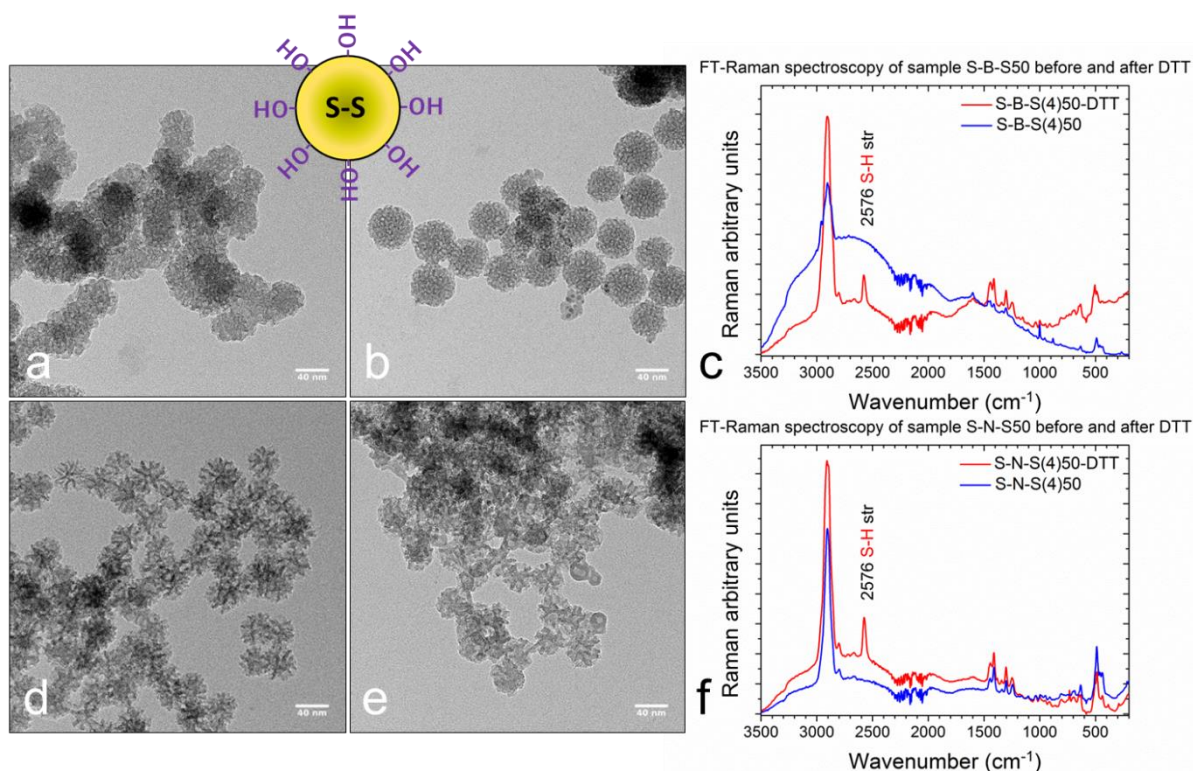 HO
HO
OH
HO
S-S
OH
HO
OH
HO
a
40 nm
b
40 nm
FT-Raman spectroscopy of sample S-B-S50 before and after DTT
S-B-S(4)50-DTT
S-B-S(4)50
2576 S-H str
Raman arbitrary units
c
3500 3000 2500 2000 1500 1000 500
Wavenumber (cm⁻¹)
d
40 nm
e
40 nm
FT-Raman spectroscopy of sample S-N-S50 before and after DTT
S-N-S(4)50-DTT
S-N-S(4)50
2576 S-H str
Raman arbitrary units
f
3500 3000 2500 2000 1500 1000 500
Wavenumber (cm⁻¹)